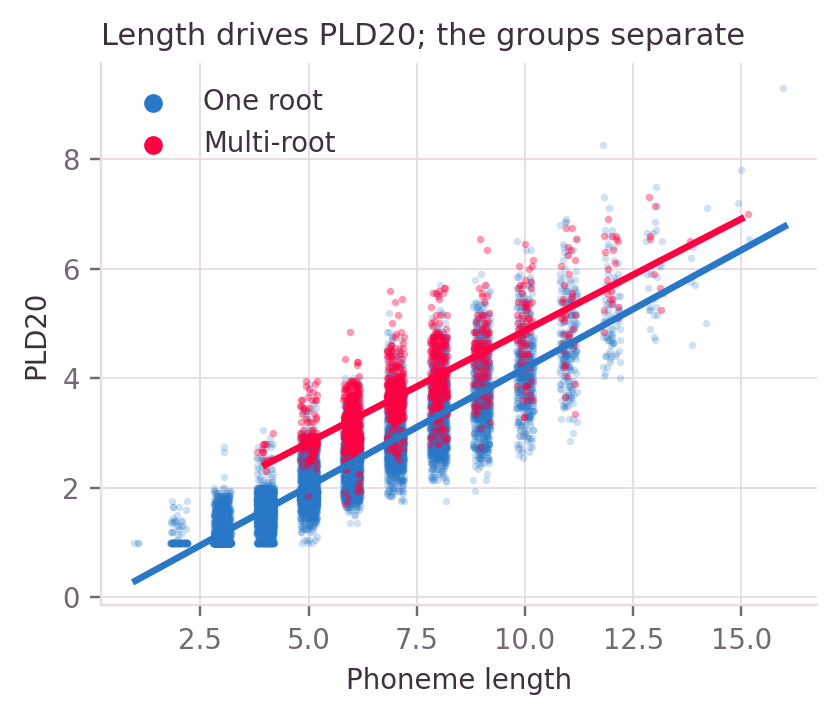 Length drives PLD20; the groups separate
One root
Multi-root
PLD20
8
6
4
2
0
2.5 5.0 7.5 10.0 12.5 15.0
Phoneme length